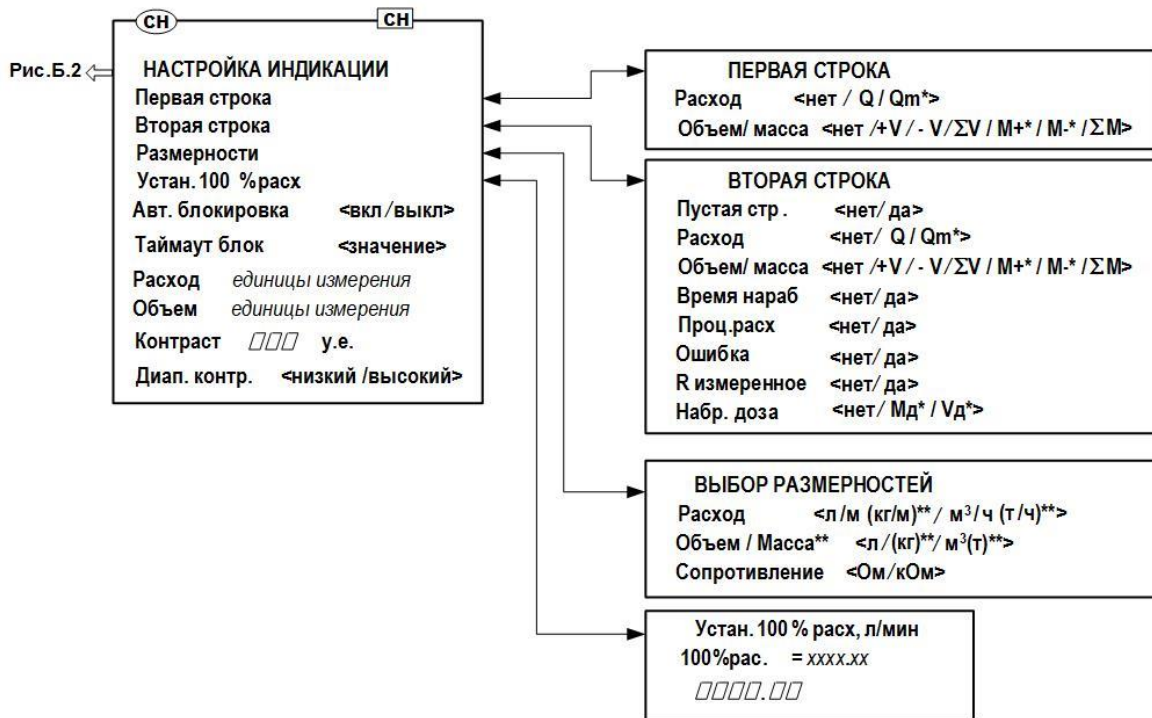 СН
СН
Рис.Б.2
НАСТРОЙКА ИНДИКАЦИИ
Первая строка
Вторая строка
Размерности
Устан. 100 % расх
Авт. блокировка <вкл /выкл>
Таймаут блок <значение>
Расход единицы измерения
Объем единицы измерения
Контраст у.е.
Диап. контр. <низкий /высокий>
ПЕРВАЯ СТРОКА
Расход <нет / Q / Qm*>
Объем/ масса <нет /+V / - V/ΣV / M+* / M-* /ΣM>
ВТОРАЯ СТРОКА
Пустая стр . <нет/ да>
Расход <нет/ Q / Qm*>
Объем/ масса <нет /+V / - V/ΣV / M+* / M-* /ΣM>
Время нараб <нет/ да>
Проц.расх <нет/ да>
Ошибка <нет/ да>
R измеренное <нет/ да>
Набр. доза <нет/ Мд* / Vд*>
ВЫБОР РАЗМЕРНОСТЕЙ
Расход <л /м (кг/м)**/ м³/ч (т /ч)**>
Объем / Масса** <л /(кг)**/ м³(т)**>
Сопротивление <Ом/кОм>
Устан. 100 % расх, л/мин
100%рас. = xxxx.xx